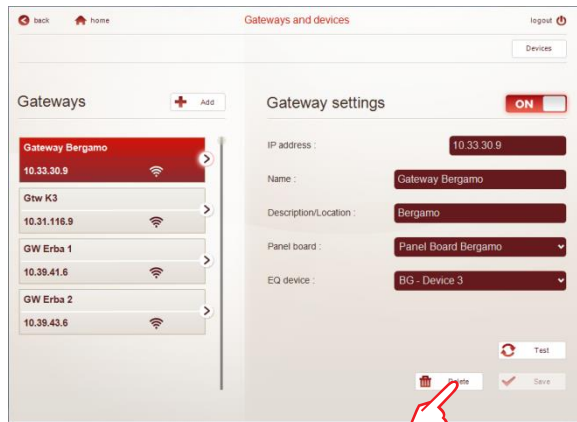 back home Gateways and devices logout
Devices
Gateways Add
Gateway settings ON
Gateway Bergamo
10.33.30.9
Gtw K3
10.31.116.9
GW Erba 1
10.39.41.6
GW Erba 2
10.39.43.6
IP address : 10.33.30.9
Name : Gateway Bergamo
Description/Location : Bergamo
Panel board : Panel Board Bergamo
EQ device : BG - Device 3
Test
Delete Save